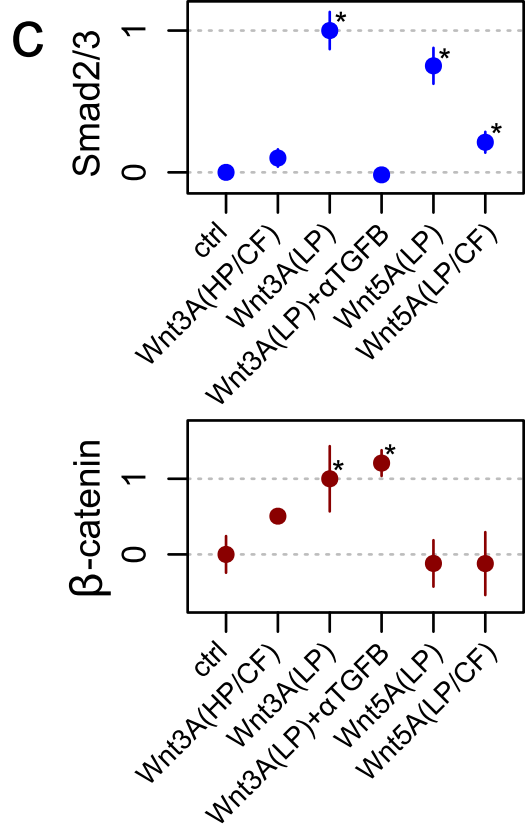 C
Smad2/3
1
0
*
*
*
ctrl
Wnt3A(HP/CF)
Wnt3A(LP)
Wnt3A(LP)+αTGFB
Wnt5A(LP)
Wnt5A(LP/CF)
β-catenin
1
0
*
*
ctrl
Wnt3A(HP/CF)
Wnt3A(LP)
Wnt3A(LP)+αTGFB
Wnt5A(LP)
Wnt5A(LP/CF)